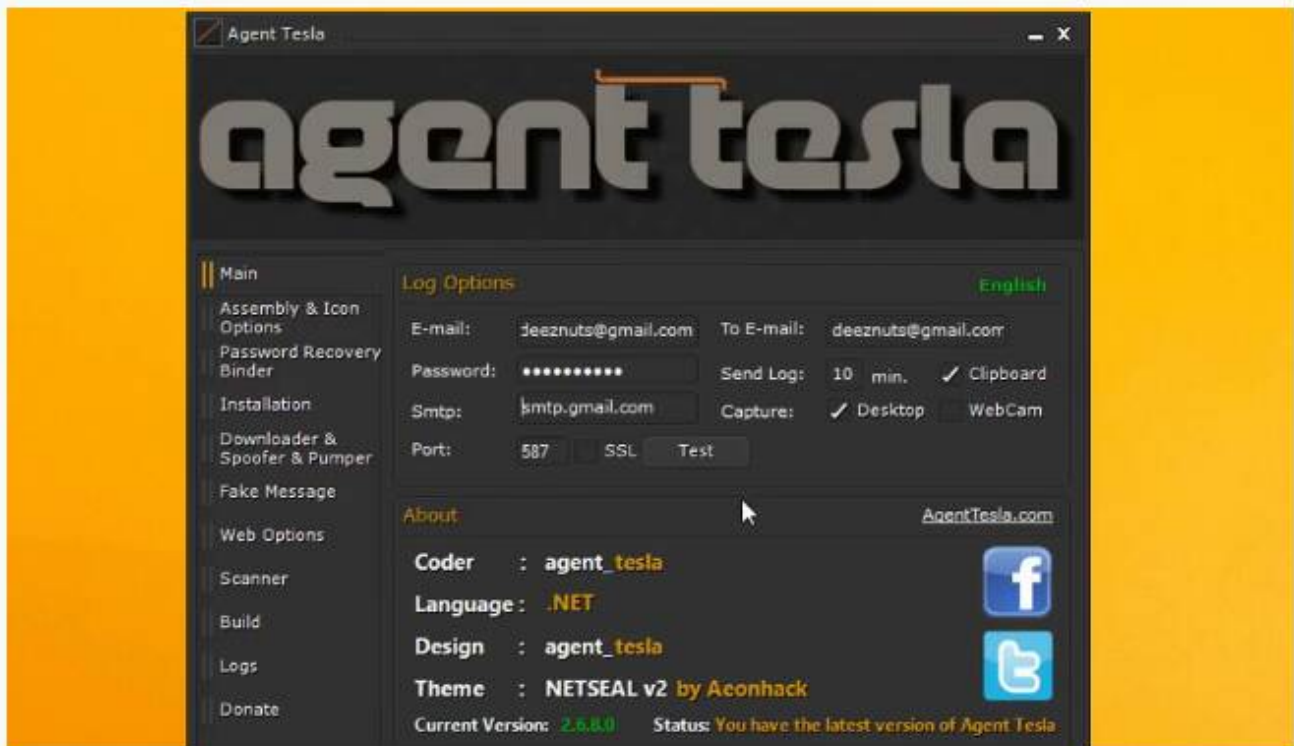 Agent Tesla
agent tesla
Main
Assembly & Icon
Options
Password Recovery
Binder
Installation
Downloader &
Spoofer & Pumper
Fake Message
Web Options
Scanner
Build
Logs
Donate
Log Options English
E-mail: deeznuts@gmail.com To E-mail: deeznuts@gmail.com
Password: •••••••••• Send Log: 10 min. ✓ Clipboard
Smtp: smtp.gmail.com Capture: ✓ Desktop WebCam
Port: 587 SSL Test
About AgentTesla.com
Coder : agent_tesla
Language : .NET
Design : agent_tesla
Theme : NETSEAL v2 by Aeonhack
Current Version: 2.6.8.0 Status: You have the latest version of Agent Tesla